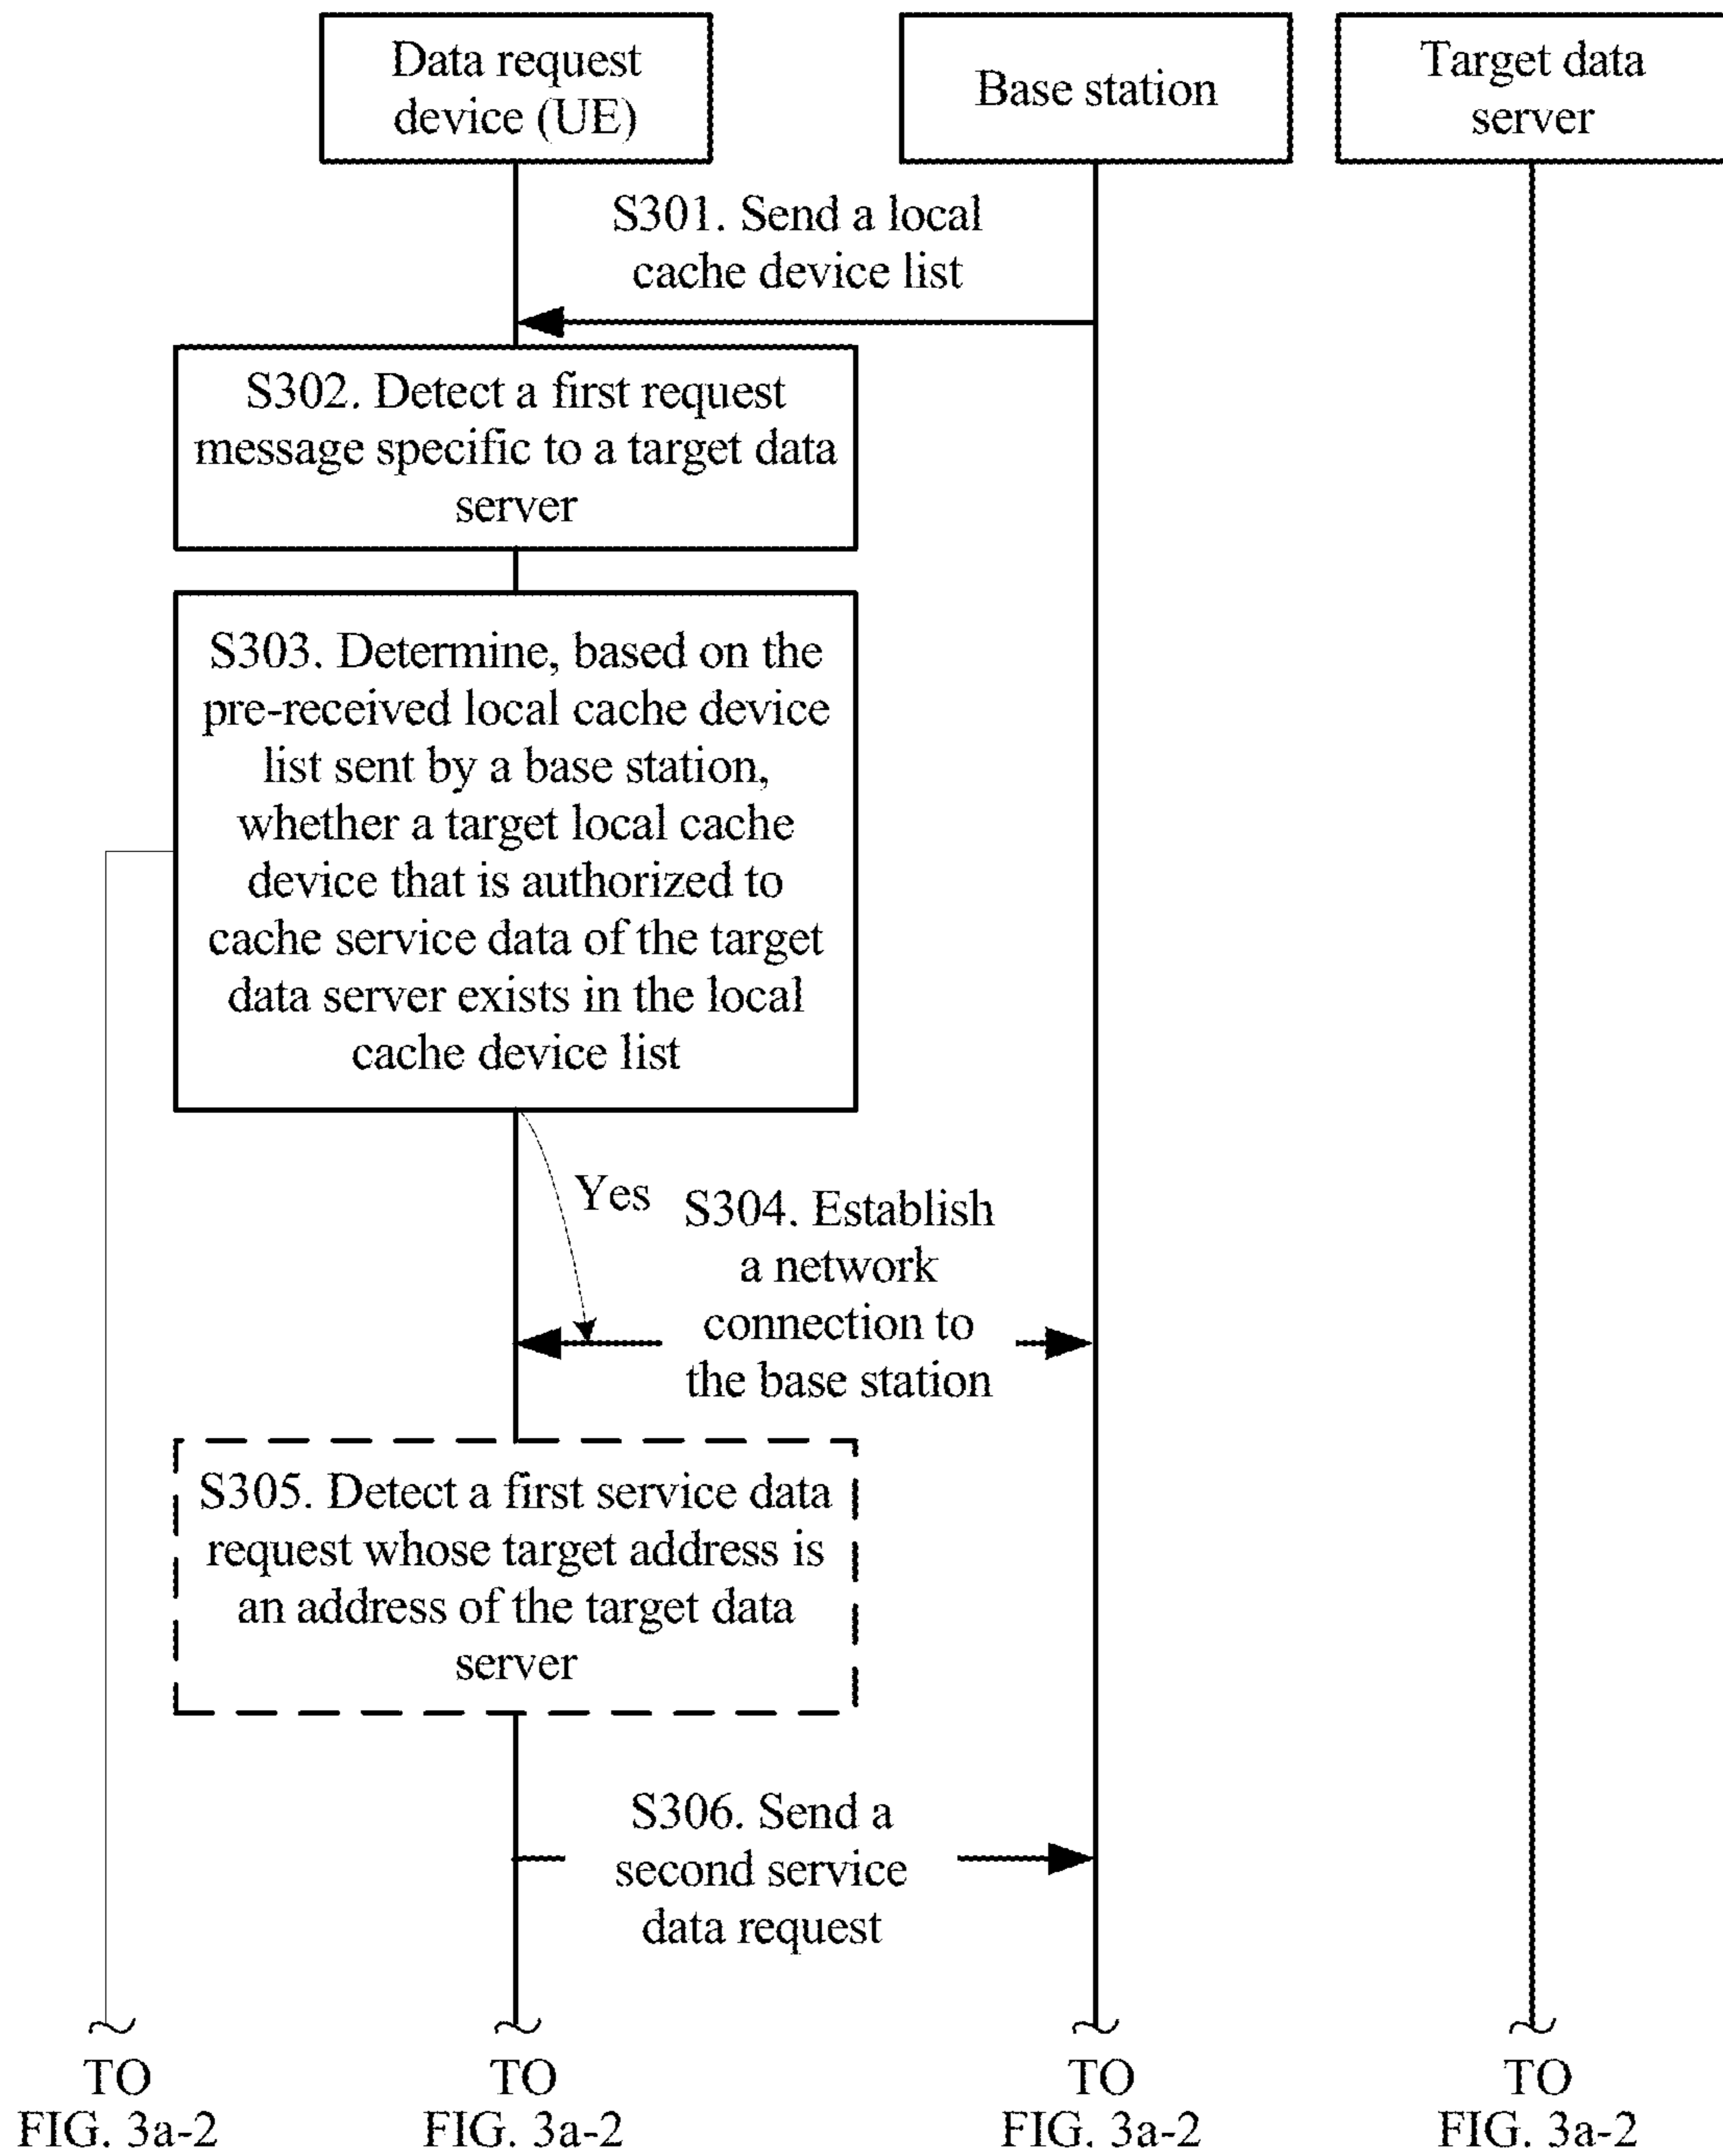 Data request
device (UE)
Base station
Target data
server
S301. Send a local
cache device list
S302. Detect a first request
message specific to a target data
server
S303. Determine, based on the
pre-received local cache device
list sent by a base station,
whether a target local cache
device that is authorized to
cache service data of the target
data server exists in the local
cache device list
Yes
S304. Establish
a network
connection to
the base station
S305. Detect a first service data
request whose target address is
an address of the target data
server
S306. Send a
second service
data request
TO
FIG. 3a-2
TO
FIG. 3a-2
TO
FIG. 3a-2
TO
FIG. 3a-2